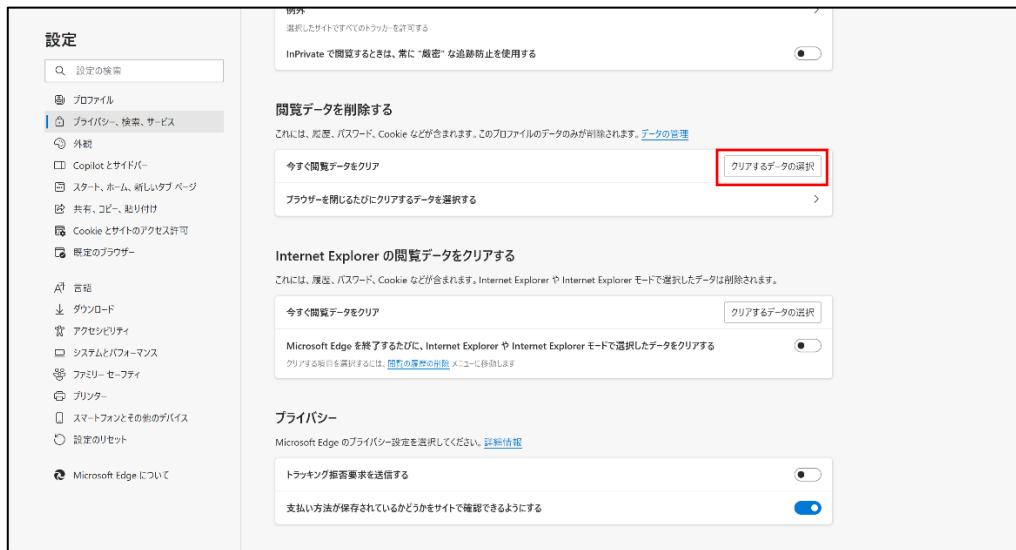 設定
設定の検索
プロファイル
プライバシー、検索、サービス
外観
Copilot とサイドバー
スタート、ホーム、新しいタブ ページ
共有、コピー、貼り付け
Cookie とサイトのアクセス許可
既定のブラウザー
言語
ダウンロード
アクセシビリティ
システムとパフォーマンス
ファミリー セーフティ
プリンター
スマートフォンとその他のデバイス
設定のリセット
Microsoft Edge について
例外
選択したサイトですべてのトラッカーを許可する
InPrivate で閲覧するときは、常に "厳密" な追跡防止を使用する
閲覧データを削除する
これには、履歴、パスワード、Cookie などが含まれます。このプロファイルのデータのみが削除されます。データの管理
今すぐ閲覧データをクリア
クリアするデータの選択
ブラウザーを閉じるたびにクリアするデータを選択する
Internet Explorer の閲覧データをクリアする
これには、履歴、パスワード、Cookie などが含まれます。Internet Explorer や Internet Explorer モードで選択したデータは削除されます。
今すぐ閲覧データをクリア
クリアするデータの選択
Microsoft Edge を終了するたびに、Internet Explorer や Internet Explorer モードで選択したデータをクリアする
クリアする項目を選択するには、閲覧の履歴の削除 メニューに移動します
プライバシー
Microsoft Edge のプライバシー設定を選択してください。詳細情報
トラッキング拒否要求を送信する
支払い方法が保存されているかどうかをサイトで確認できるようにする